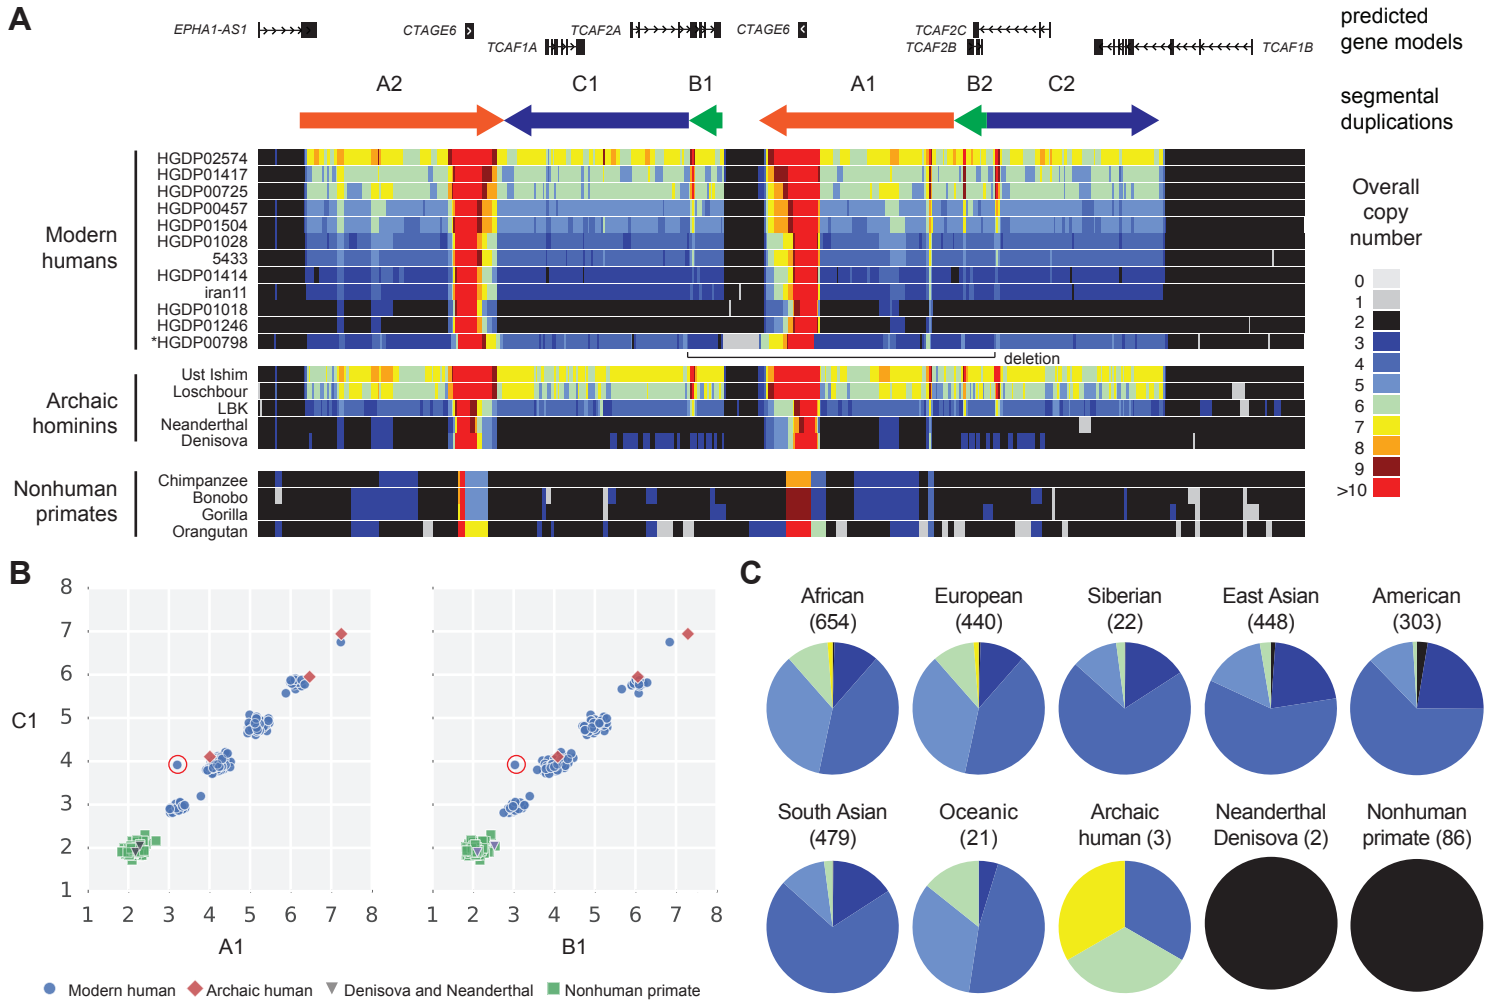 A
EPHA1-AS1
CTAGE6
TCAF1A
TCAF2A
CTAGE6
TCAF2C
TCAF2B
TCAF1B
predicted
gene models
A2
C1
B1
A1
B2
C2
segmental
duplications
Modern
humans
HGDP02574
HGDP01417
HGDP00725
HGDP00457
HGDP01504
HGDP01028
5433
HGDP01414
iran11
HGDP01018
HGDP01246
*HGDP00798
deletion
Archaic
hominins
Ust Ishim
Loschbour
LBK
Neanderthal
Denisova
Nonhuman
primates
Chimpanzee
Bonobo
Gorilla
Orangutan
Overall
copy
number
0
1
2
3
4
5
6
7
8
9
>10
B
8
7
6
5
4
3
2
1
C1
1 2 3 4 5 6 7 8
A1
1 2 3 4 5 6 7 8
B1
Modern human
Archaic human
Denisova and Neanderthal
Nonhuman primate
C
African
(654)
European
(440)
Siberian
(22)
East Asian
(448)
American
(303)
South Asian
(479)
Oceanic
(21)
Archaic
human (3)
Neanderthal
Denisova (2)
Nonhuman
primate (86)